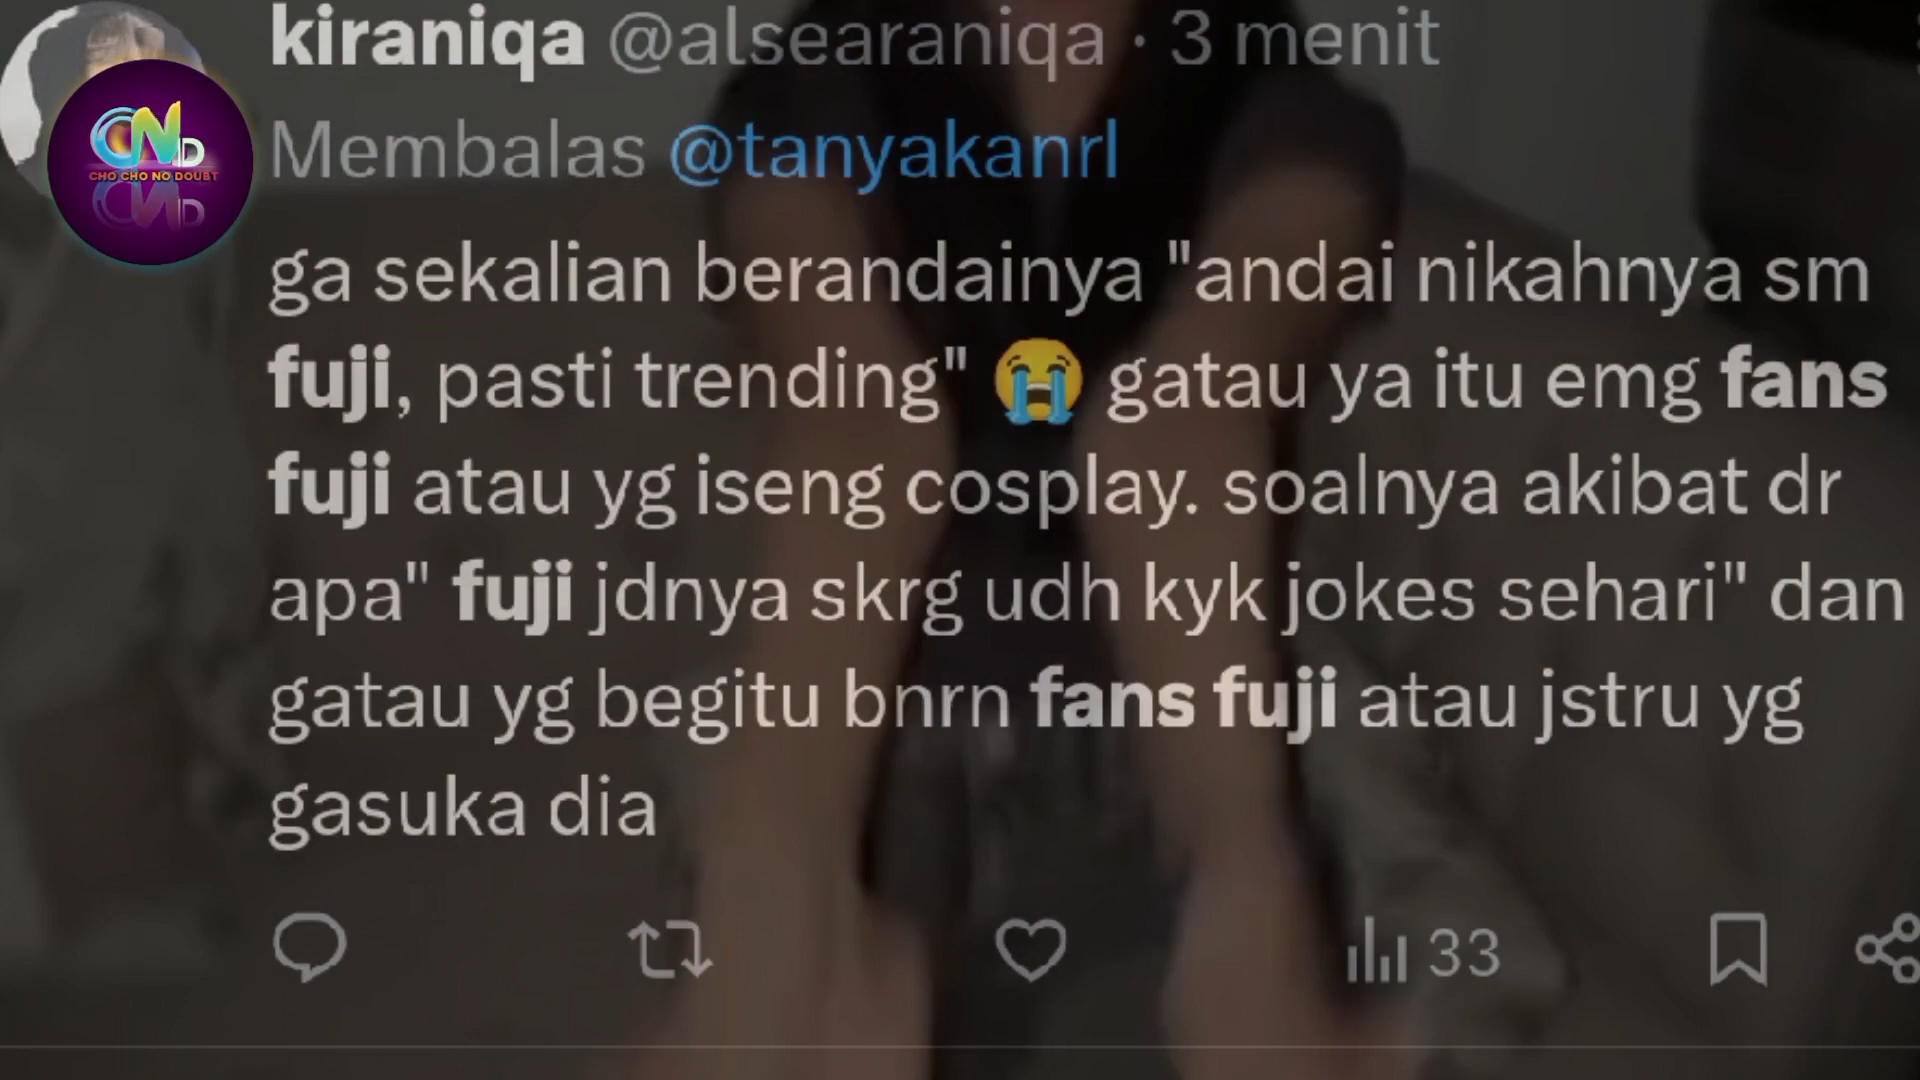 kiraniqa @alsearaniqa · 3 menit
CND
CHO CHO NO DOUBT
Membalas @tanyakanrl
ga sekalian berandainya "andai nikahnya sm
fuji, pasti trending" 😭 gatau ya itu emg fans
fuji atau yg iseng cosplay. soalnya akibat dr
apa" fuji jdnya skrg udh kyk jokes sehari" dan
gatau yg begitu bnrn fans fuji atau jstru yg
gasuka dia
33